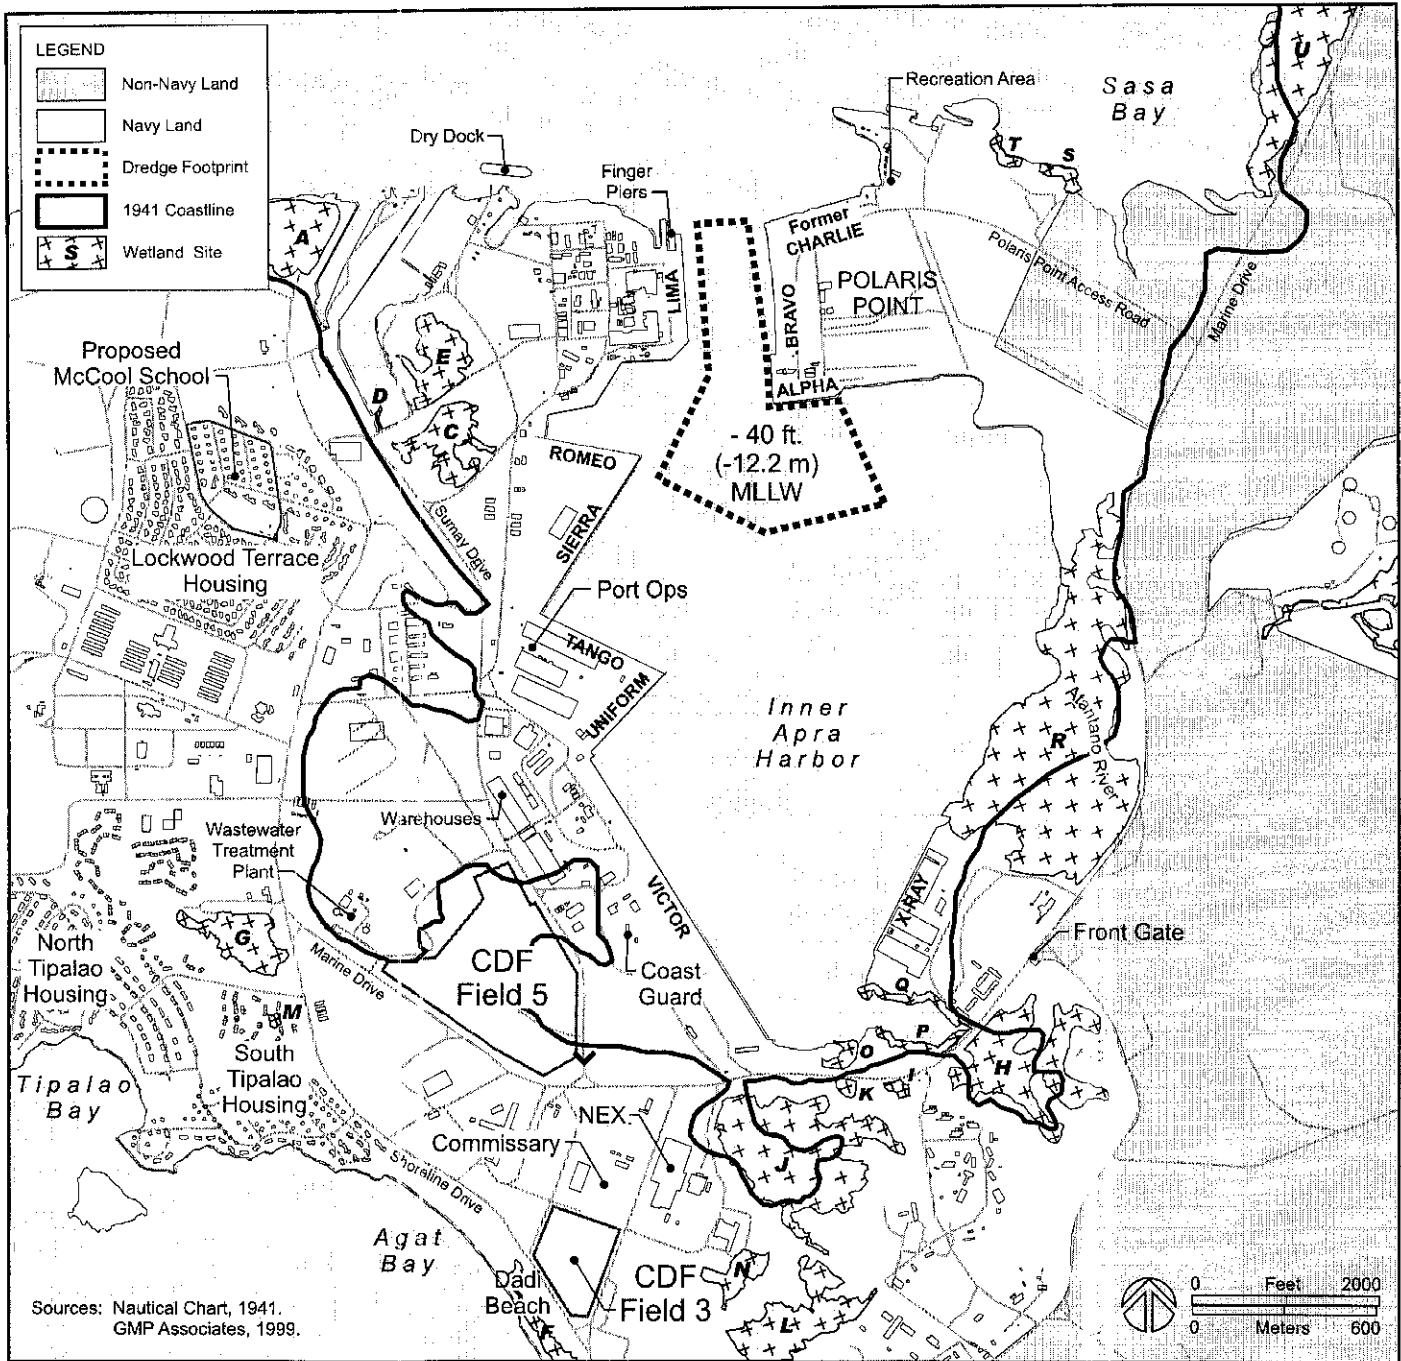 LEGEND
Non-Navy Land
Navy Land
Dredge Footprint
1941 Coastline
S
Wetland Site
U
Sasa
Bay
Recreation Area
T
S
Dry Dock
Finger
Piers
A
Former
CHARLIE
LIMA
POLARIS
POINT
BRAVO
ALPHA
Polaris Point Access Road
Marine Drive
Proposed
McCool School
E
D
C
- 40 ft.
(-12.2 m)
MLLW
ROMEO
SIERRA
Sumay Drive
Lockwood Terrace
Housing
Port Ops
TANGO
UNIFORM
Inner
Apra
Harbor
R
Atantano River
Wastewater
Treatment
Plant
Warehouses
VICTOR
X-RAY
G
North
Tipalao
Housing
Marine Drive
CDF
Field 5
Coast
Guard
Front Gate
Q
M
South
Tipalao
Housing
Tipalao
Bay
O
P
H
K
I
NEX
Commissary
J
Shoreline Drive
Agat
Bay
Dadi
Beach
CDF
Field 3
N
L
Sources: Nautical Chart, 1941.
GMP Associates, 1999.
0 Feet 2000
0 Meters 600